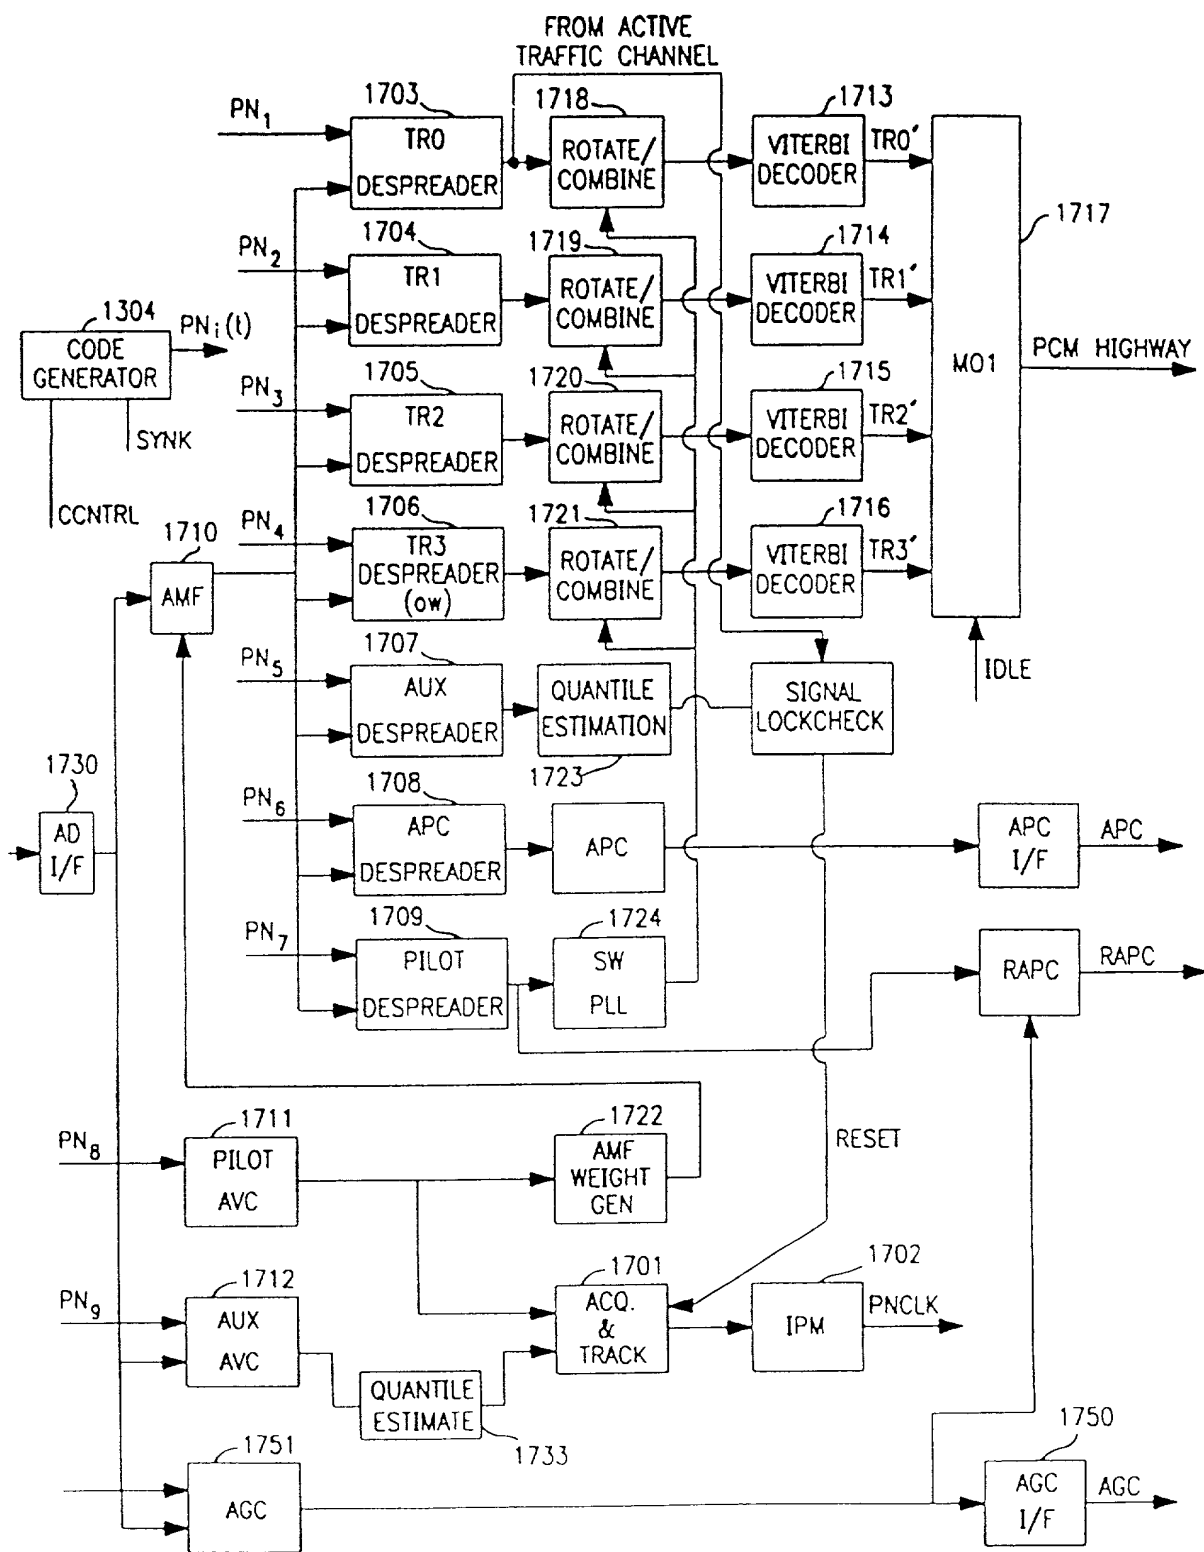 FROM ACTIVE
TRAFFIC CHANNEL
PN1
1703
TR0
DESPREADER
1718
ROTATE/
COMBINE
1713
VITERBI
DECODER
TR0'
1717
MO1
PCM HIGHWAY
IDLE
PN2
1704
TR1
DESPREADER
1719
ROTATE/
COMBINE
1714
VITERBI
DECODER
TR1'
1304
CODE
GENERATOR
PNi(t)
SYNK
CCNTRL
PN3
1705
TR2
DESPREADER
1720
ROTATE/
COMBINE
1715
VITERBI
DECODER
TR2'
1710
AMF
PN4
1706
TR3
DESPREADER
(OW)
1721
ROTATE/
COMBINE
1716
VITERBI
DECODER
TR3'
PN5
1707
AUX
DESPREADER
QUANTILE
ESTIMATION
1723
SIGNAL
LOCKCHECK
1730
AD
I/F
PN6
1708
APC
DESPREADER
APC
APC
I/F
APC
PN7
1709
PILOT
DESPREADER
1724
SW
PLL
RAPC
RAPC
PN8
1711
PILOT
AVC
1722
AMF
WEIGHT
GEN
RESET
PN9
1712
AUX
AVC
QUANTILE
ESTIMATE
1733
1701
ACQ.
&
TRACK
1702
IPM
PNCLK
1751
AGC
1750
AGC
I/F
AGC